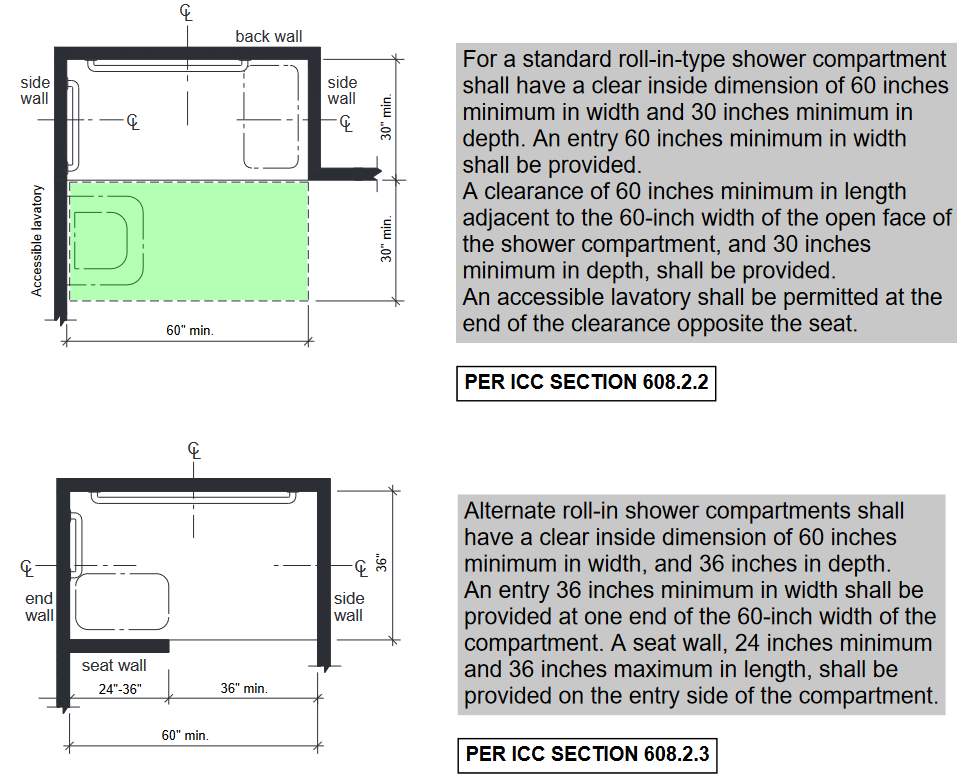 ℄
back wall
side
wall
side
wall
℄
℄
30" min.
Accessible lavatory
30" min.
60" min.
For a standard roll-in-type shower compartment
shall have a clear inside dimension of 60 inches
minimum in width and 30 inches minimum in
depth. An entry 60 inches minimum in width
shall be provided.
A clearance of 60 inches minimum in length
adjacent to the 60-inch width of the open face of
the shower compartment, and 30 inches
minimum in depth, shall be provided.
An accessible lavatory shall be permitted at the
end of the clearance opposite the seat.
PER ICC SECTION 608.2.2
℄
℄
℄
36"
end
wall
side
wall
seat wall
24"-36"
36" min.
60" min.
Alternate roll-in shower compartments shall
have a clear inside dimension of 60 inches
minimum in width, and 36 inches in depth.
An entry 36 inches minimum in width shall be
provided at one end of the 60-inch width of the
compartment. A seat wall, 24 inches minimum
and 36 inches maximum in length, shall be
provided on the entry side of the compartment.
PER ICC SECTION 608.2.3